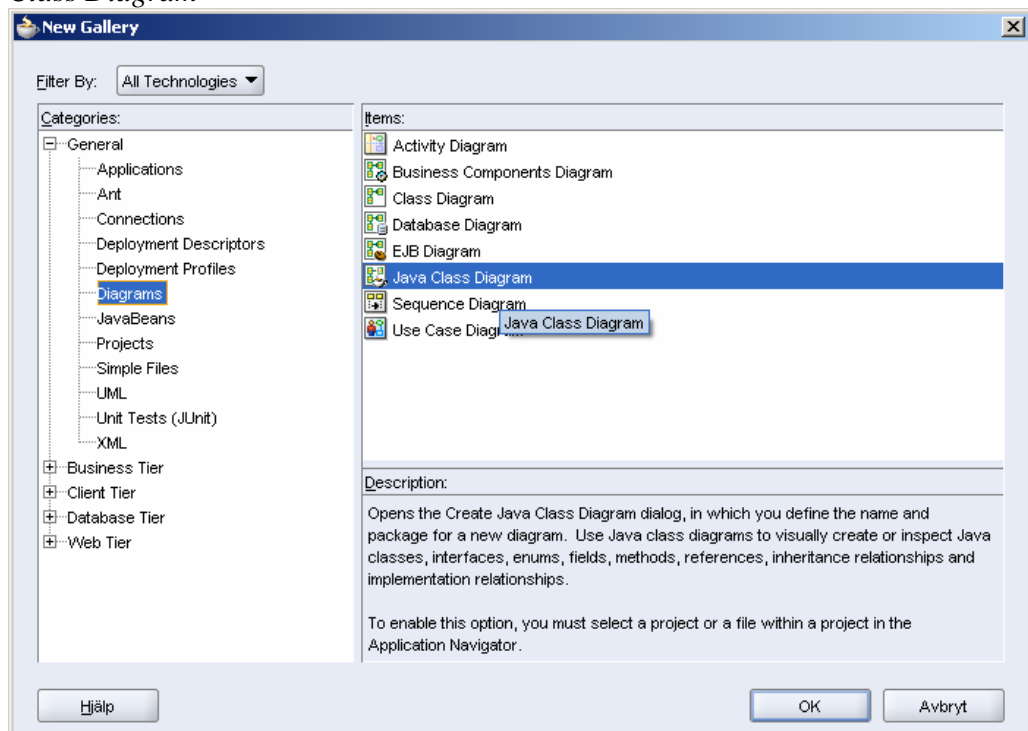 Class Diagram
New Gallery
Filter By: All Technologies
Categories:
General
Applications
Ant
Connections
Deployment Descriptors
Deployment Profiles
Diagrams
JavaBeans
Projects
Simple Files
UML
Unit Tests (JUnit)
XML
Business Tier
Client Tier
Database Tier
Web Tier
Items:
Activity Diagram
Business Components Diagram
Class Diagram
Database Diagram
EJB Diagram
Java Class Diagram
Sequence Diagram
Use Case Diagr
Java Class Diagram
Description:
Opens the Create Java Class Diagram dialog, in which you define the name and
package for a new diagram. Use Java class diagrams to visually create or inspect Java
classes, interfaces, enums, fields, methods, references, inheritance relationships and
implementation relationships.
To enable this option, you must select a project or a file within a project in the
Application Navigator.
Hjälp
OK
Avbryt